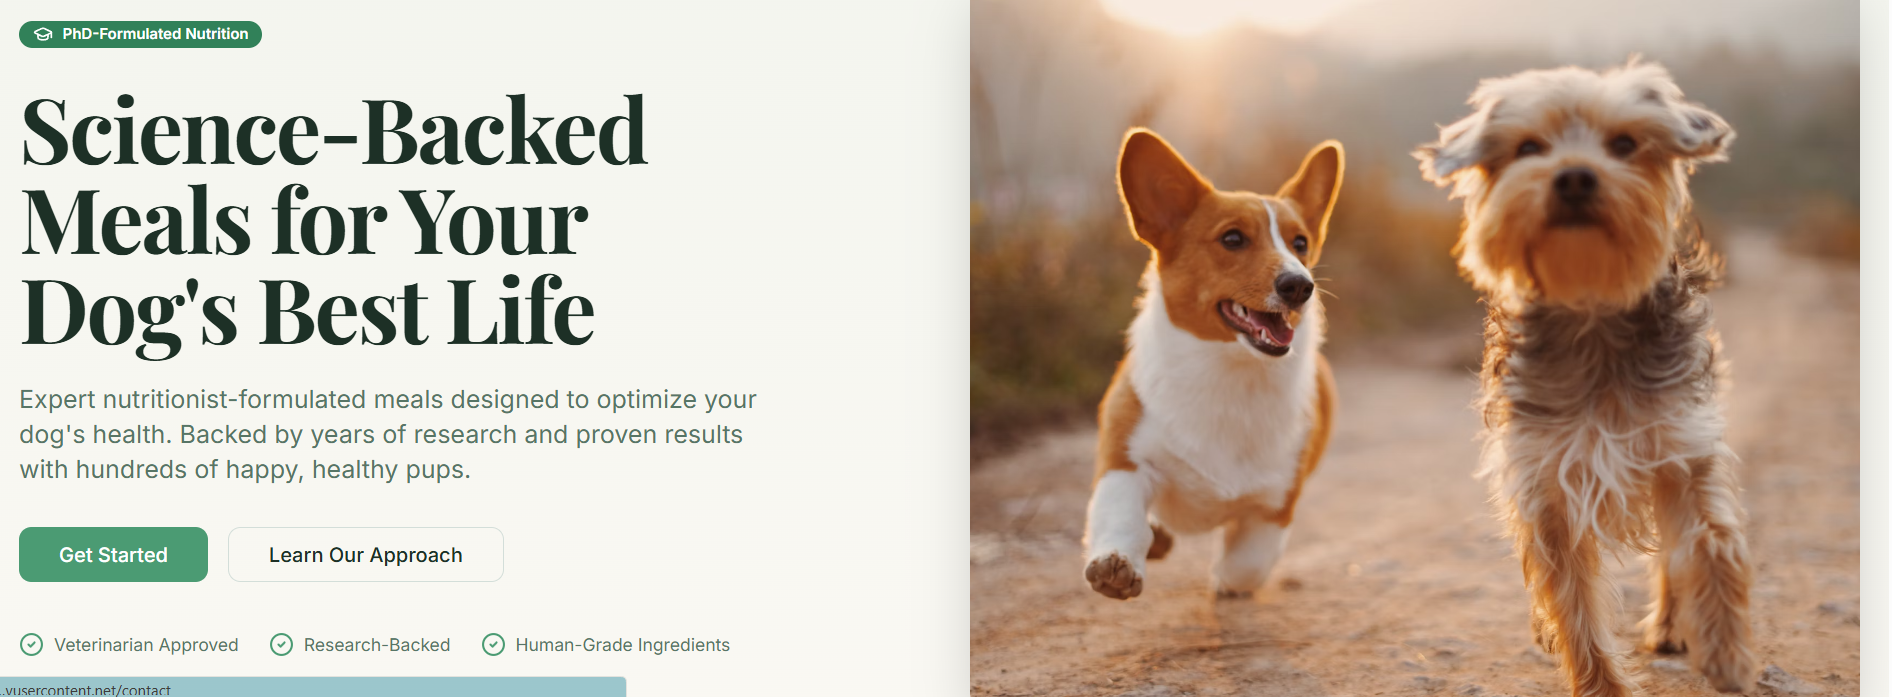 PhD-Formulated Nutrition
Science-Backed
Meals for Your
Dog's Best Life
Expert nutritionist-formulated meals designed to optimize your
dog's health. Backed by years of research and proven results
with hundreds of happy, healthy pups.
Get Started
Learn Our Approach
Veterinarian Approved
Research-Backed
Human-Grade Ingredients
.vusercontent.net/contact